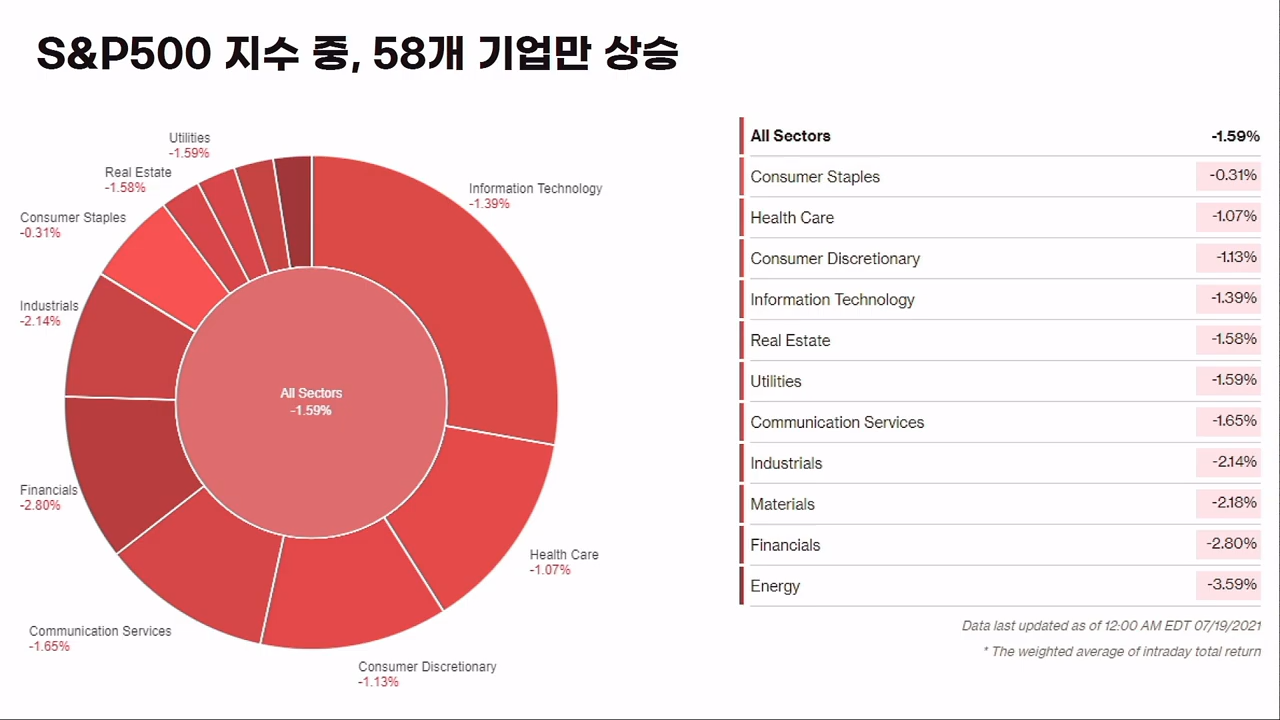 S&P500 지수 중, 58개 기업만 상승
Utilities
-1.59%
Real Estate
-1.58%
Consumer Staples
-0.31%
Industrials
-2.14%
Financials
-2.80%
Communication Services
-1.65%
Consumer Discretionary
-1.13%
Health Care
-1.07%
Information Technology
-1.39%
All Sectors
-1.59%
All Sectors -1.59%
Consumer Staples -0.31%
Health Care -1.07%
Consumer Discretionary -1.13%
Information Technology -1.39%
Real Estate -1.58%
Utilities -1.59%
Communication Services -1.65%
Industrials -2.14%
Materials -2.18%
Financials -2.80%
Energy -3.59%
Data last updated as of 12:00 AM EDT 07/19/2021
* The weighted average of intraday total return